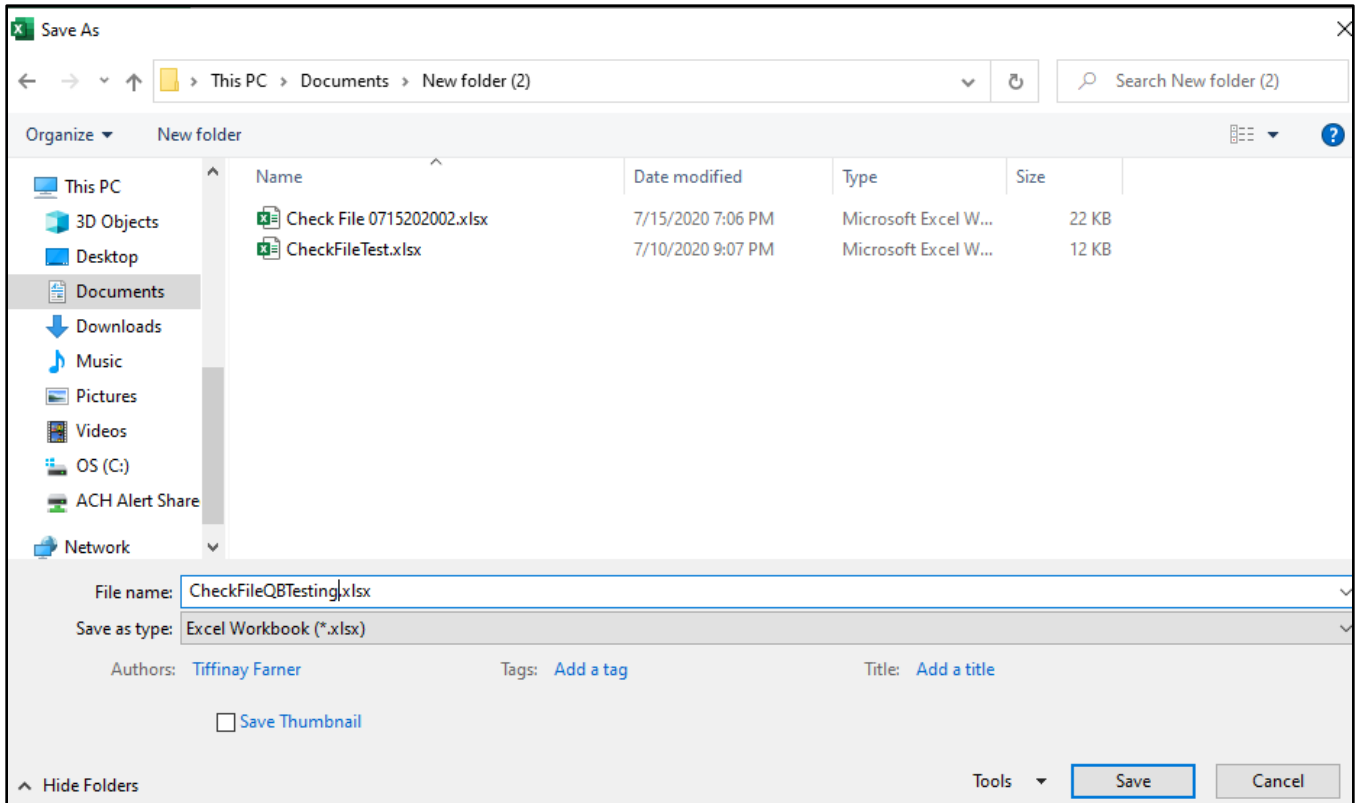 Save As
This PC > Documents > New folder (2)
Search New folder (2)
Organize
New folder
?
This PC
3D Objects
Desktop
Documents
Downloads
Music
Pictures
Videos
OS (C:)
ACH Alert Share
Network
Name Date modified Type Size
Check File 0715202002.xlsx 7/15/2020 7:06 PM Microsoft Excel W... 22 KB
CheckFileTest.xlsx 7/10/2020 9:07 PM Microsoft Excel W... 12 KB
File name: CheckFileQBTesting.xlsx
Save as type: Excel Workbook (*.xlsx)
Authors: Tiffinay Farner Tags: Add a tag Title: Add a title
Save Thumbnail
Hide Folders
Tools Save Cancel